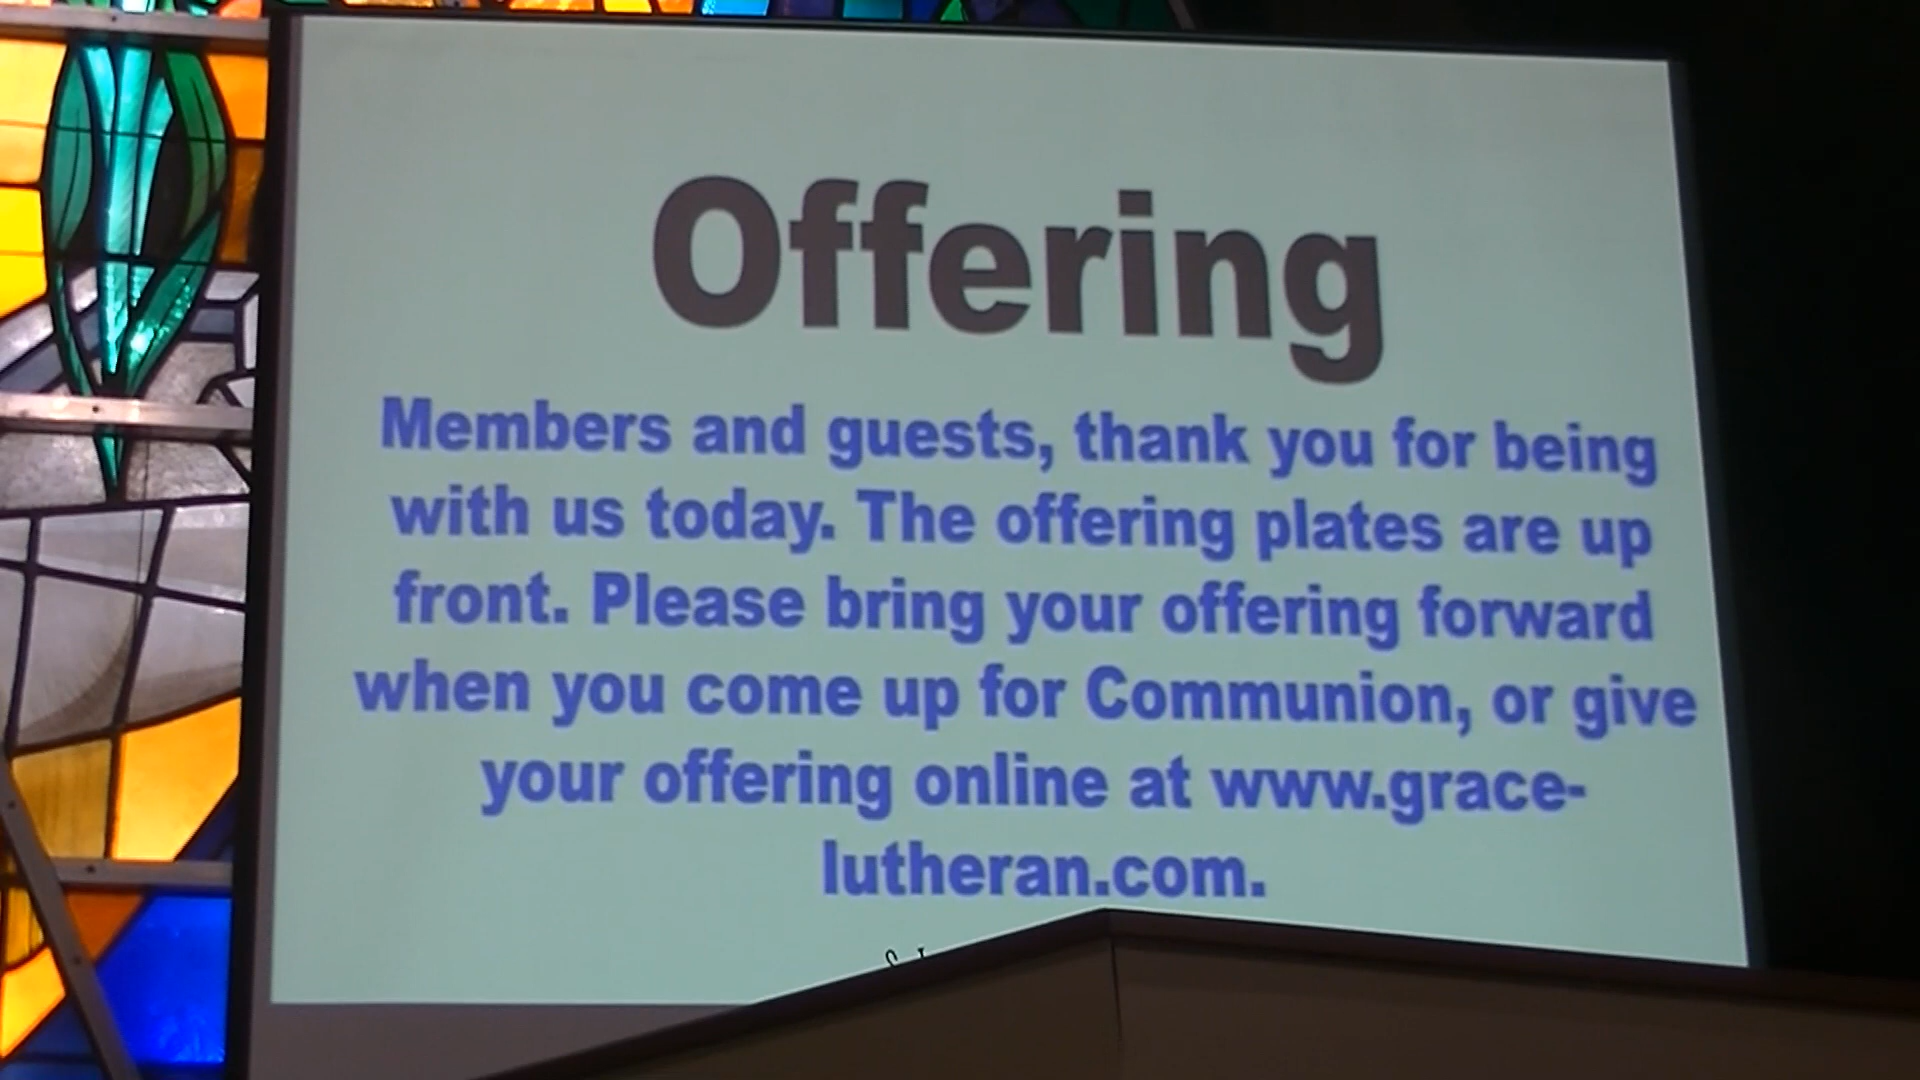 Offering
Members and guests, thank you for being
with us today. The offering plates are up
front. Please bring your offering forward
when you come up for Communion, or give
your offering online at www.grace-
lutheran.com.